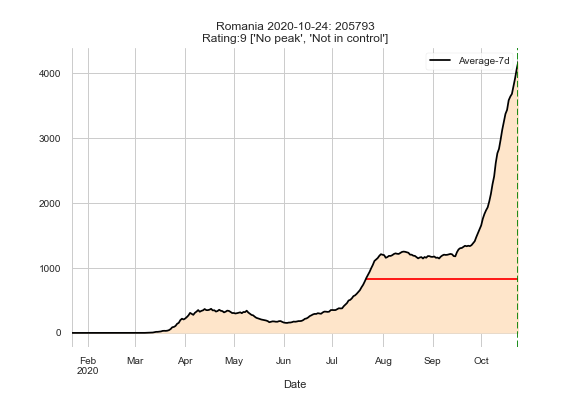 Romania 2020-10-24: 205793
Rating:9 ['No peak', 'Not in control']
Average-7d
4000
3000
2000
1000
0
Feb Mar Apr May Jun Jul Aug Sep Oct
2020
Date